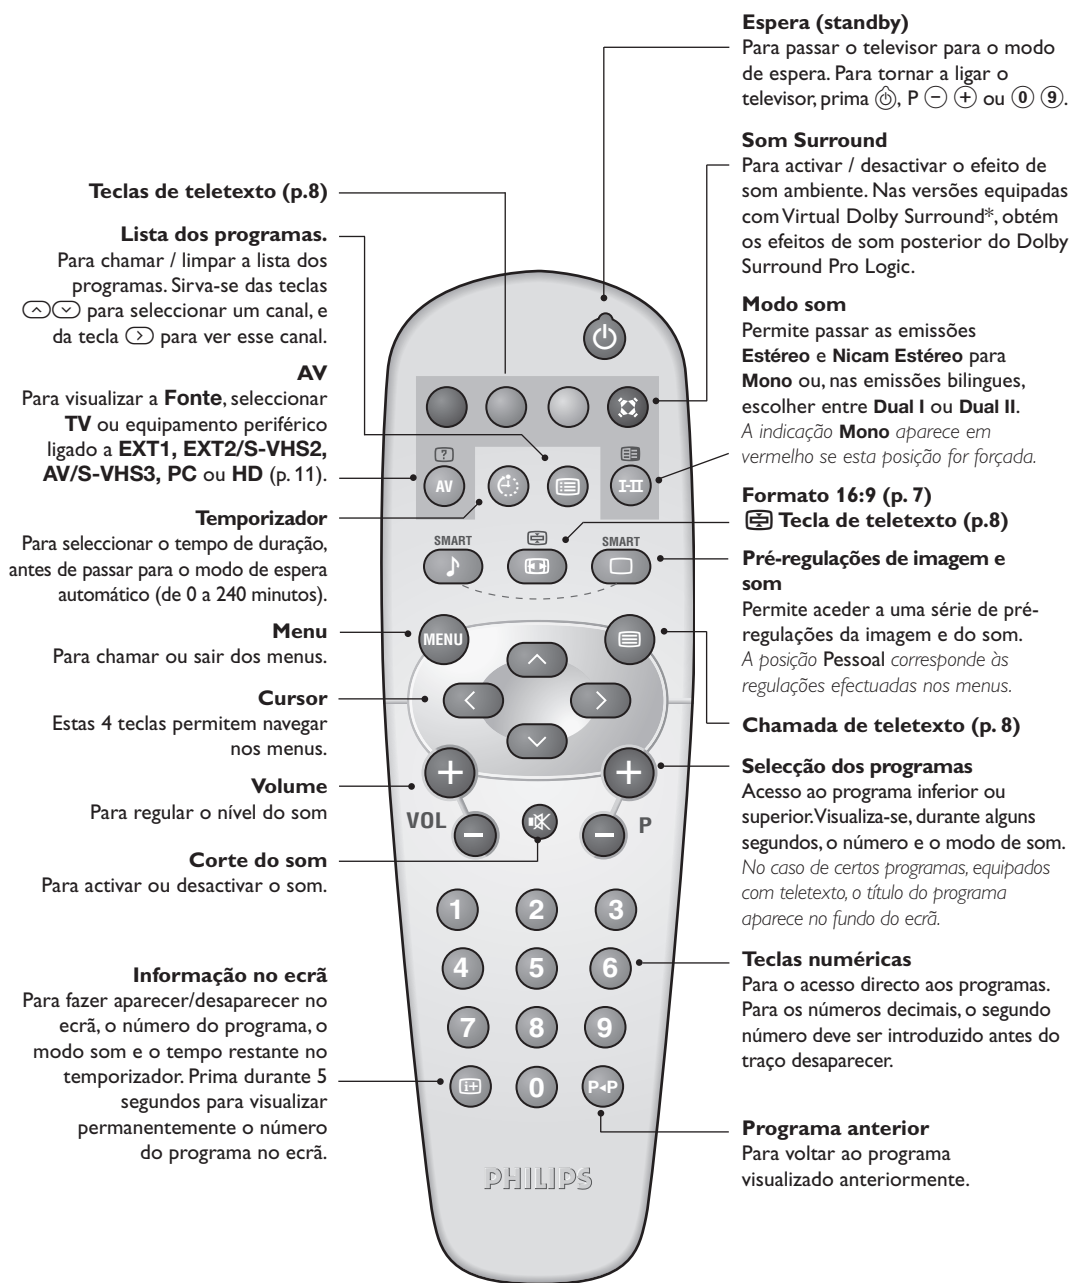 Espera (standby)
Para passar o televisor para o modo
de espera. Para tornar a ligar o
televisor, prima ⏻, P − + ou 0 9.
Som Surround
Para activar / desactivar o efeito de
som ambiente. Nas versões equipadas
com Virtual Dolby Surround*, obtém
os efeitos de som posterior do Dolby
Surround Pro Logic.
Modo som
Permite passar as emissões
Estéreo e Nicam Estéreo para
Mono ou, nas emissões bilingues,
escolher entre Dual I ou Dual II.
A indicação Mono aparece em
vermelho se esta posição for forçada.
Formato 16:9 (p. 7)
Tecla de teletexto (p.8)
Pré-regulações de imagem e
som
Permite aceder a uma série de pré-
regulações da imagem e do som.
A posição Pessoal corresponde às
regulações efectuadas nos menus.
Chamada de teletexto (p. 8)
Selecção dos programas
Acesso ao programa inferior ou
superior.Visualiza-se, durante alguns
segundos, o número e o modo de som.
No caso de certos programas, equipados
com teletexto, o título do programa
aparece no fundo do ecrã.
Teclas numéricas
Para o acesso directo aos programas.
Para os números decimais, o segundo
número deve ser introduzido antes do
traço desaparecer.
Programa anterior
Para voltar ao programa
visualizado anteriormente.
Teclas de teletexto (p.8)
Lista dos programas.
Para chamar / limpar a lista dos
programas. Sirva-se das teclas
para seleccionar um canal, e
da tecla > para ver esse canal.
AV
Para visualizar a Fonte, seleccionar
TV ou equipamento periférico
ligado a EXT1, EXT2/S-VHS2,
AV/S-VHS3, PC ou HD (p. 11).
Temporizador
Para seleccionar o tempo de duração,
antes de passar para o modo de espera
automático (de 0 a 240 minutos).
Menu
Para chamar ou sair dos menus.
Cursor
Estas 4 teclas permitem navegar
nos menus.
Volume
Para regular o nível do som
Corte do som
Para activar ou desactivar o som.
Informação no ecrã
Para fazer aparecer/desaparecer no
ecrã, o número do programa, o
modo som e o tempo restante no
temporizador. Prima durante 5
segundos para visualizar
permanentemente o número
do programa no ecrã.
?
AV
I-II
SMART
SMART
MENU
+
+
VOL
−
−
P
1 2 3
4 5 6
7 8 9
i+ 0 P◂P
PHILIPS